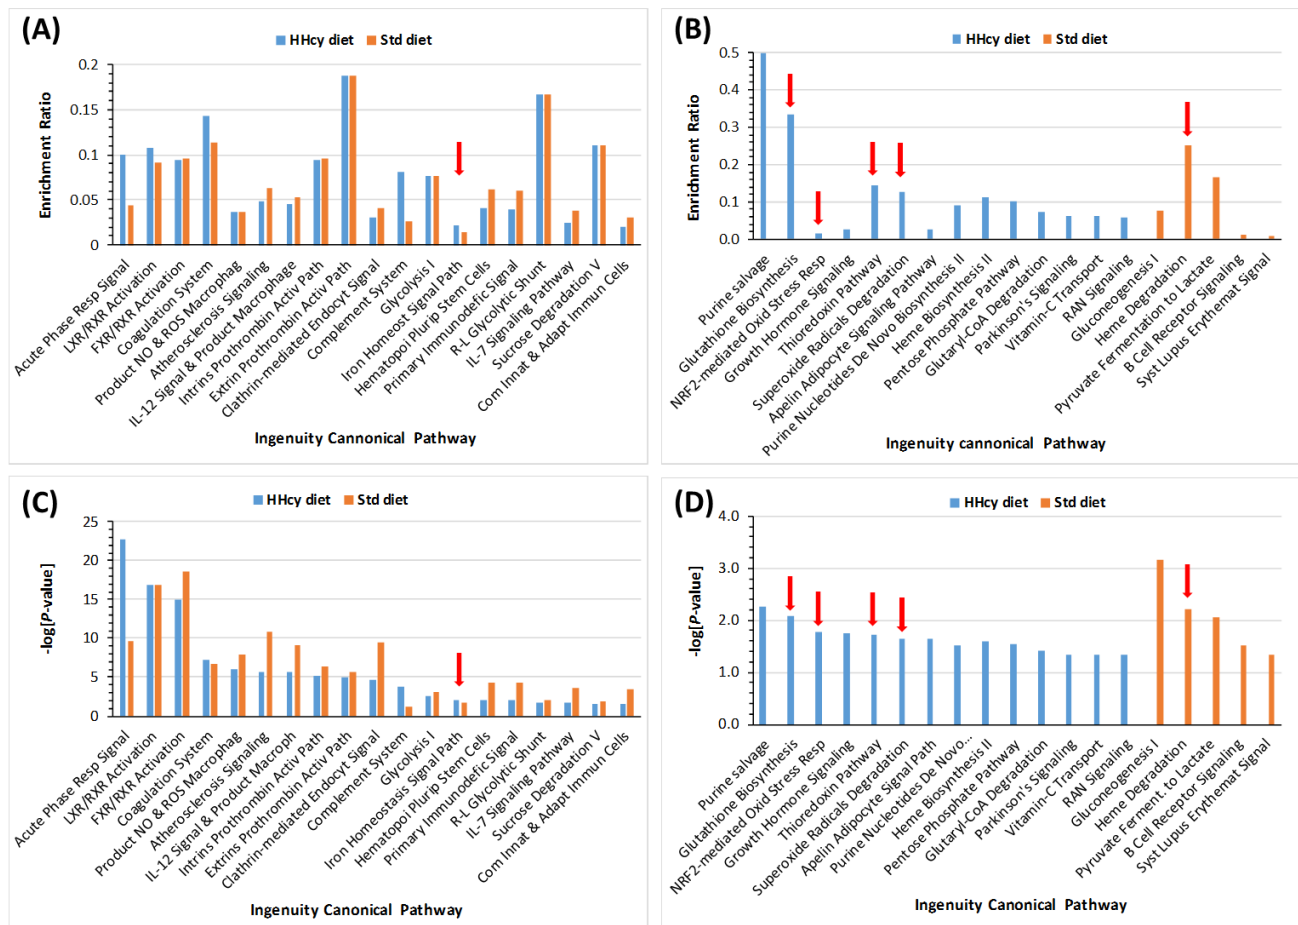 (A)
HHcy diet Std diet
Enrichment Ratio
0.2
0.15
0.1
0.05
0
Acute Phase Resp Signal
LXR/RXR Activation
FXR/RXR Activation
Coagulation System
Product NO & ROS Macrophag
Atherosclerosis Signaling
IL-12 Signal & Product Macrophage
Intrins Prothrombin Activ Path
Extrin Prothrombin Activ Path
Clathrin-mediated Endocyt Signal
Complement System
Glycolysis I
Iron Homeost Signal Path
Hematopoi Plurip Stem Cells
Primary Immunodefic Signal
R-L Glycolytic Shunt
IL-7 Signaling Pathway
Sucrose Degradation V
Com Innat & Adapt Immun Cells
Ingenuity Cannonical Pathway
(B)
HHcy diet Std diet
Enrichment Ratio
0.5
0.4
0.3
0.2
0.1
0.0
Purine salvage
Glutathione Biosynthesis
NRF2-mediated Oxid Stress Resp
Growth Hormone Signaling
Thioredoxin Pathway
Superoxide Radicals Degradation
Apelin Adipocyte Signaling Pathway
Purine Nucleotides De Novo Biosynthesis II
Heme Biosynthesis II
Pentose Phosphate Pathway
Glutaryl-CoA Degradation
Parkinson's Signaling
Vitamin-C Transport
RAN Signaling
Gluconeogenesis I
Heme Degradation
Pyruvate Fermentation to Lactate
B Cell Receptor Signaling
Syst Lupus Erythemat Signal
Ingenuity cannonical Pathway
(C)
HHcy diet Std diet
-log[P-value]
25
20
15
10
5
0
Acute Phase Resp Signal
LXR/RXR Activation
FXR/RXR Activation
Coagulation System
Product NO & ROS Macrophag
Atherosclerosis Signaling
IL-12 Signal & Product Macroph
Intrins Prothrombin Activ Path
Extrins Prothrombin Activ Path
Clathrin-mediated Endocyt Signal
Complement System
Glycolysis I
Iron Homeostasis Signal Path
Hematopoi Plurip Stem Cells
Primary Immunodefic Signal
R-L Glycolytic Shunt
IL-7 Signaling Pathway
Sucrose Degradation V
Com Innat & Adapt Immun Cells
Ingenuity Canonical Pathway
(D)
HHcy diet Std diet
-log[P-value]
4.0
3.0
2.0
1.0
0.0
Purine salvage
Glutathione Biosynthesis
NRF2-mediated Oxid Stress Resp
Growth Hormone Signaling
Thioredoxin Pathway
Superoxide Radicals Degradation
Apelin Adipocyte Signal Path
Purine Nucleotides De Novo...
Heme Biosynthesis II
Pentose Phosphate Pathway
Glutaryl-CoA Degradation
Parkinson's Signaling
Vitamin-C Transport
RAN Signaling
Gluconeogenesis I
Heme Degradation
Pyruvate Ferment. to Lactate
B Cell Receptor Signaling
Syst Lupus Erythemat Signal
Ingenuity Canonical Pathway